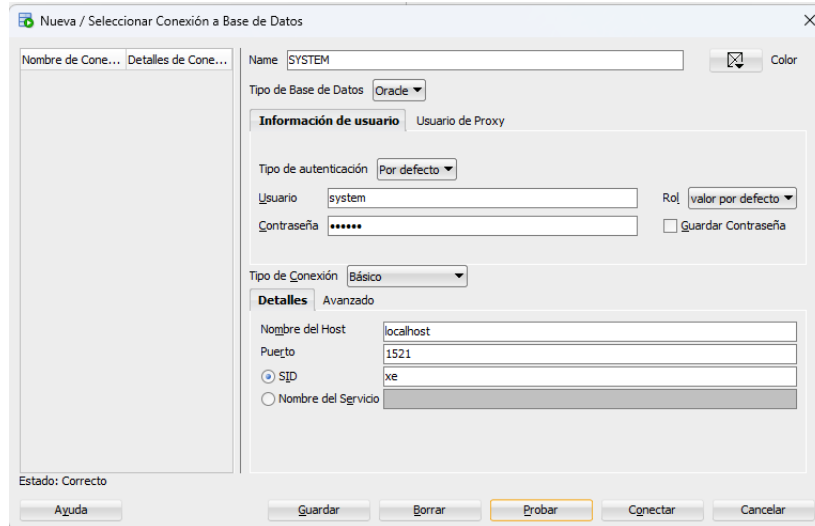 Nueva / Seleccionar Conexión a Base de Datos
Nombre de Cone... Detalles de Cone...
Name SYSTEM Color
Tipo de Base de Datos Oracle
Información de usuario Usuario de Proxy
Tipo de autenticación Por defecto
Usuario system Rol valor por defecto
Contraseña •••••• Guardar Contraseña
Tipo de Conexión Básico
Detalles Avanzado
Nombre del Host localhost
Puerto 1521
SID xe
Nombre del Servicio
Estado: Correcto
Ayuda Guardar Borrar Probar Conectar Cancelar